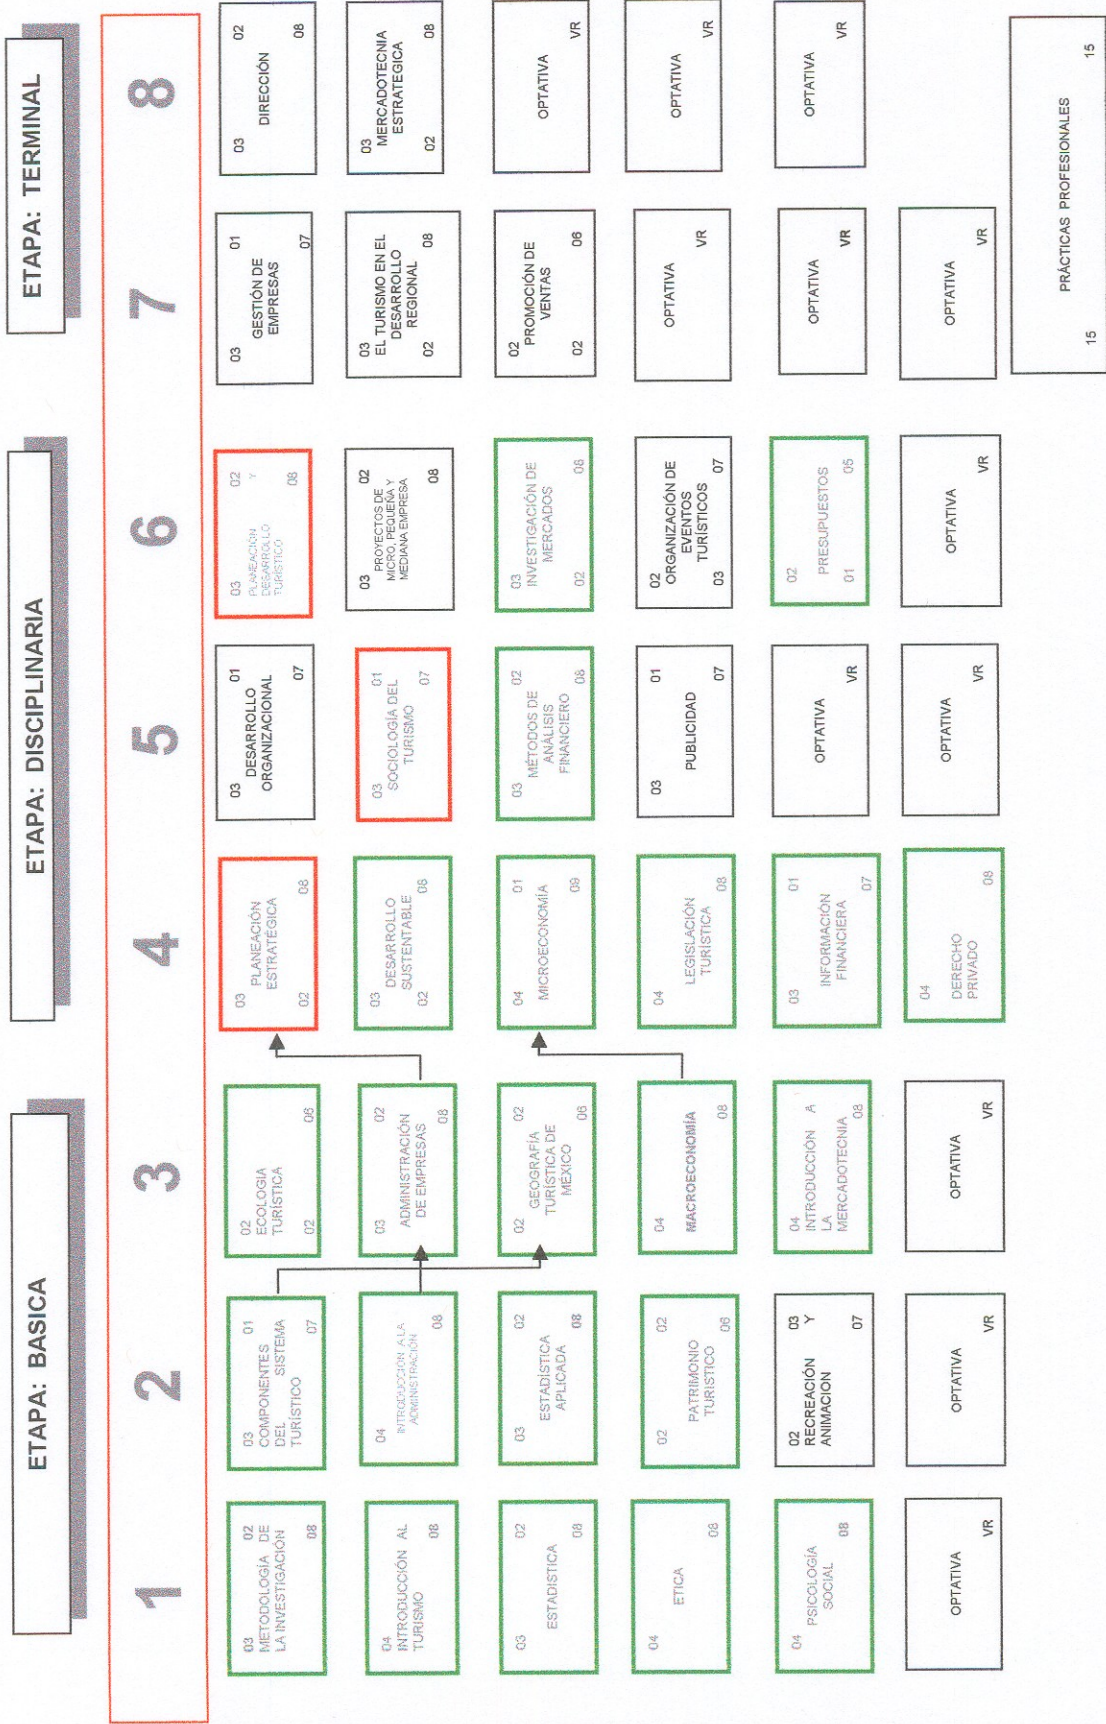 ETAPA: BASICA
ETAPA: DISCIPLINARIA
ETAPA: TERMINAL
1 2 3 4 5 6 7 8
03 02
METODOLOGÍA DE
LA INVESTIGACIÓN
08
03 01
COMPONENTES
DEL SISTEMA
TURÍSTICO
07
02
ECOLOGIA
TURÍSTICA
02 06
03
PLANEACIÓN
ESTRATÉGICA
02 08
03 01
DESARROLLO
ORGANIZACIONAL
07
03 02
PLANEACIÓN Y
DESARROLLO
TURÍSTICO
08
03 01
GESTIÓN DE
EMPRESAS
07
03 02
DIRECCIÓN
08
04
INTRODUCCIÓN AL
TURISMO
08
04
INTRODUCCIÓN A LA
ADMINISTRACIÓN
08
03 02
ADMINISTRACIÓN
DE EMPRESAS
08
03
DESARROLLO
SUSTENTABLE
02 08
03 01
SOCIOLOGÍA DEL
TURISMO
07
03 02
PROYECTOS DE
MICRO, PEQUEÑA Y
MEDIANA EMPRESA
08
03
EL TURISMO EN EL
DESARROLLO
REGIONAL
02 08
03
MERCADOTECNIA
ESTRATEGICA
02 08
03 02
ESTADISTICA
08
03 02
ESTADÍSTICA
APLICADA
08
02 02
GEOGRAFÍA
TURÍSTICA DE
MÉXICO
06
04 01
MICROECONOMÍA
09
03 02
MÉTODOS DE
ANÁLISIS
FINANCIERO
08
03
INVESTIGACIÓN DE
MERCADOS
02 08
02
PROMOCIÓN DE
VENTAS
02 06
OPTATIVA
VR
04
ETICA
08
02 02
PATRIMONIO
TURISTICO
06
04
MACROECONOMÍA
08
04
LEGISLACIÓN
TURÍSTICA
08
03 01
PUBLICIDAD
07
02
ORGANIZACIÓN DE
EVENTOS
TURÍSTICOS
03 07
OPTATIVA
VR
OPTATIVA
VR
04
PSICOLOGÍA
SOCIAL
08
02 03
RECREACIÓN Y
ANIMACION
07
04
INTRODUCCIÓN A
LA
MERCADOTECNIA
08
03 01
INFORMACIÓN
FINANCIERA
07
OPTATIVA
VR
02
PRESUPUESTOS
01 05
OPTATIVA
VR
OPTATIVA
VR
OPTATIVA
VR
OPTATIVA
VR
OPTATIVA
VR
04
DERECHO
PRIVADO
08
OPTATIVA
VR
OPTATIVA
VR
OPTATIVA
VR
PRÁCTICAS PROFESIONALES
15 15